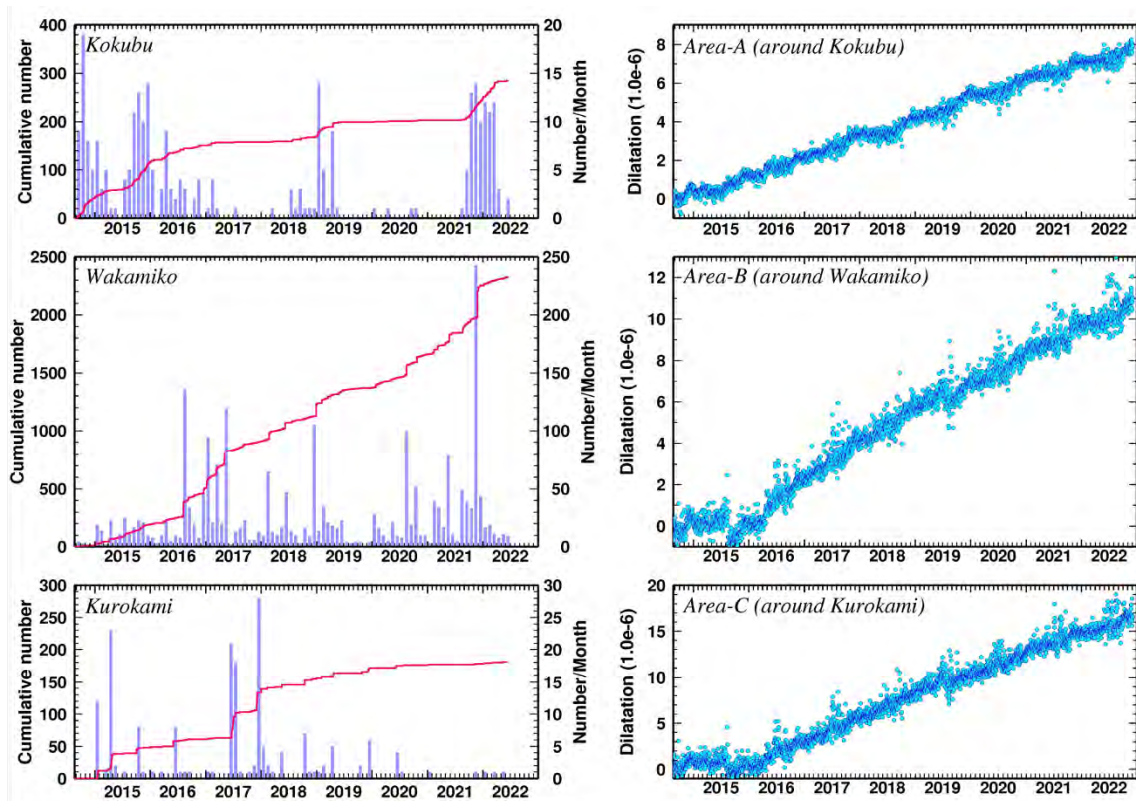 Kokubu
Cumulative number
400
300
200
100
0
20
15
10
5
0
Number/Month
2015 2016 2017 2018 2019 2020 2021 2022
Area-A (around Kokubu)
Dilatation (1.0e-6)
8
6
4
2
0
2015 2016 2017 2018 2019 2020 2021 2022
Wakamiko
Cumulative number
2500
2000
1500
1000
500
0
250
200
150
100
50
0
Number/Month
2015 2016 2017 2018 2019 2020 2021 2022
Area-B (around Wakamiko)
Dilatation (1.0e-6)
12
10
8
6
4
2
0
2015 2016 2017 2018 2019 2020 2021 2022
Kurokami
Cumulative number
300
250
200
150
100
50
0
30
25
20
15
10
5
0
Number/Month
2015 2016 2017 2018 2019 2020 2021 2022
Area-C (around Kurokami)
Dilatation (1.0e-6)
20
15
10
5
0
2015 2016 2017 2018 2019 2020 2021 2022